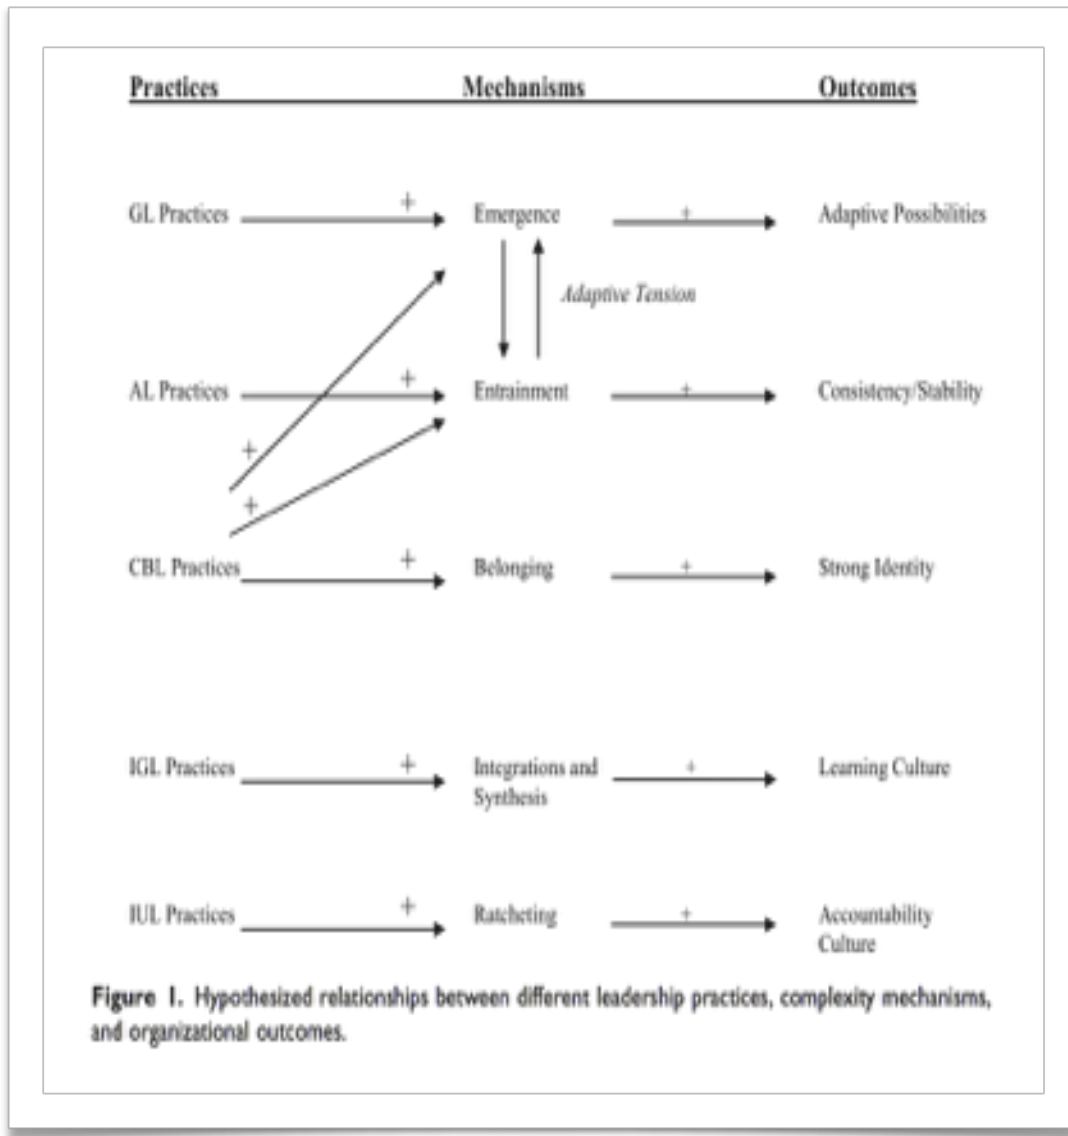 Practices Mechanisms Outcomes
GL Practices + Emergence + Adaptive Possibilities
Adaptive Tension
AL Practices + Entrainment + Consistency/Stability
+
+
CBL Practices + Belonging + Strong Identity
IGL Practices + Integrations and + Learning Culture
Synthesis
IUL Practices + Ratcheting + Accountability
Culture
Figure 1. Hypothesized relationships between different leadership practices, complexity mechanisms,
and organizational outcomes.